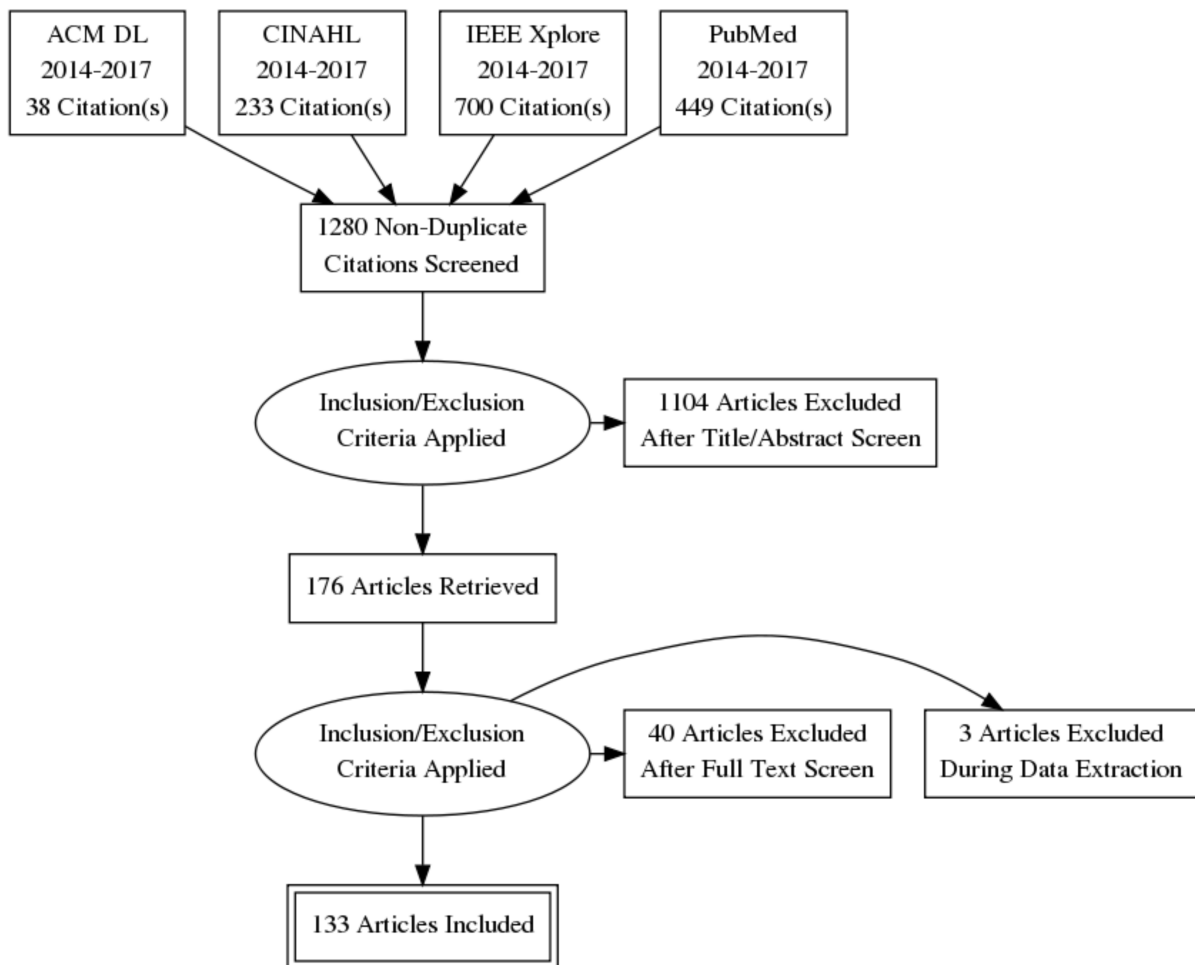 ACM DL
2014-2017
38 Citation(s)
CINAHL
2014-2017
233 Citation(s)
IEEE Xplore
2014-2017
700 Citation(s)
PubMed
2014-2017
449 Citation(s)
1280 Non-Duplicate
Citations Screened
Inclusion/Exclusion
Criteria Applied
1104 Articles Excluded
After Title/Abstract Screen
176 Articles Retrieved
Inclusion/Exclusion
Criteria Applied
40 Articles Excluded
After Full Text Screen
3 Articles Excluded
During Data Extraction
133 Articles Included